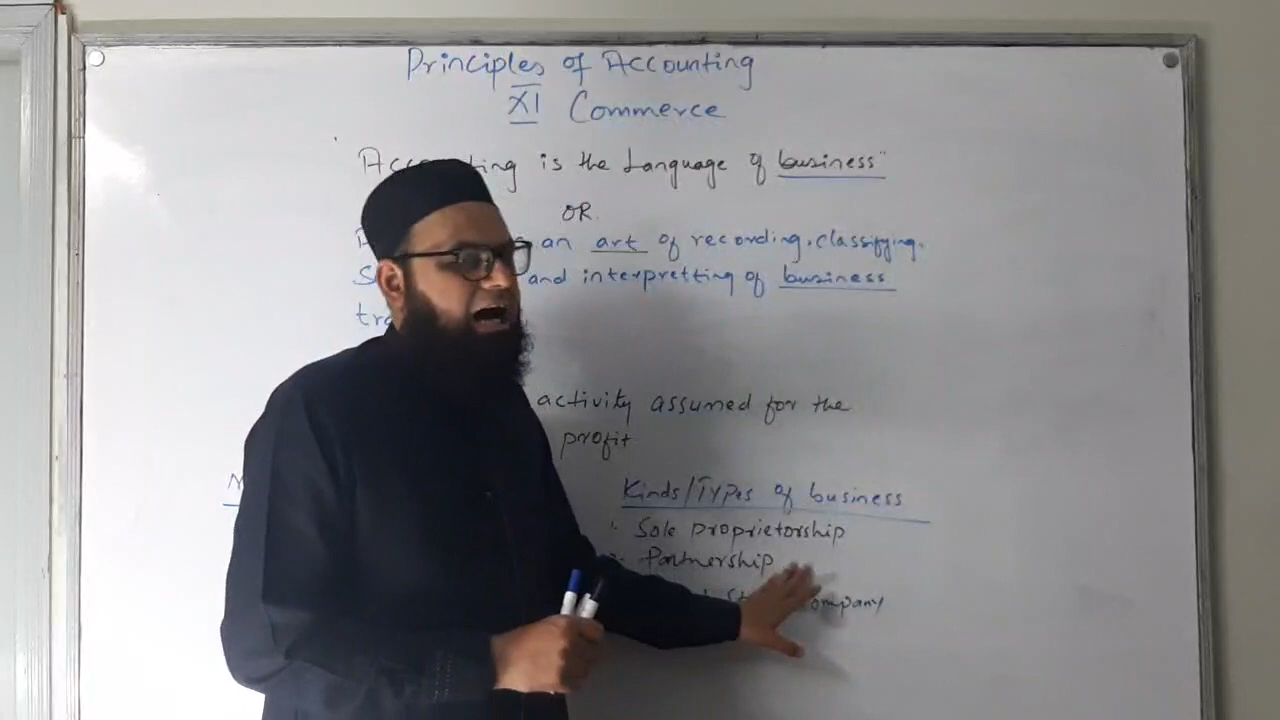 Principles of Accounting
XI Commerce
is the Language of business"
OR.
an art of recording, classifying.
and interpretting of business
activity assumed for the
profit
Kinds/Types of business
Sole proprietorship
Partnership